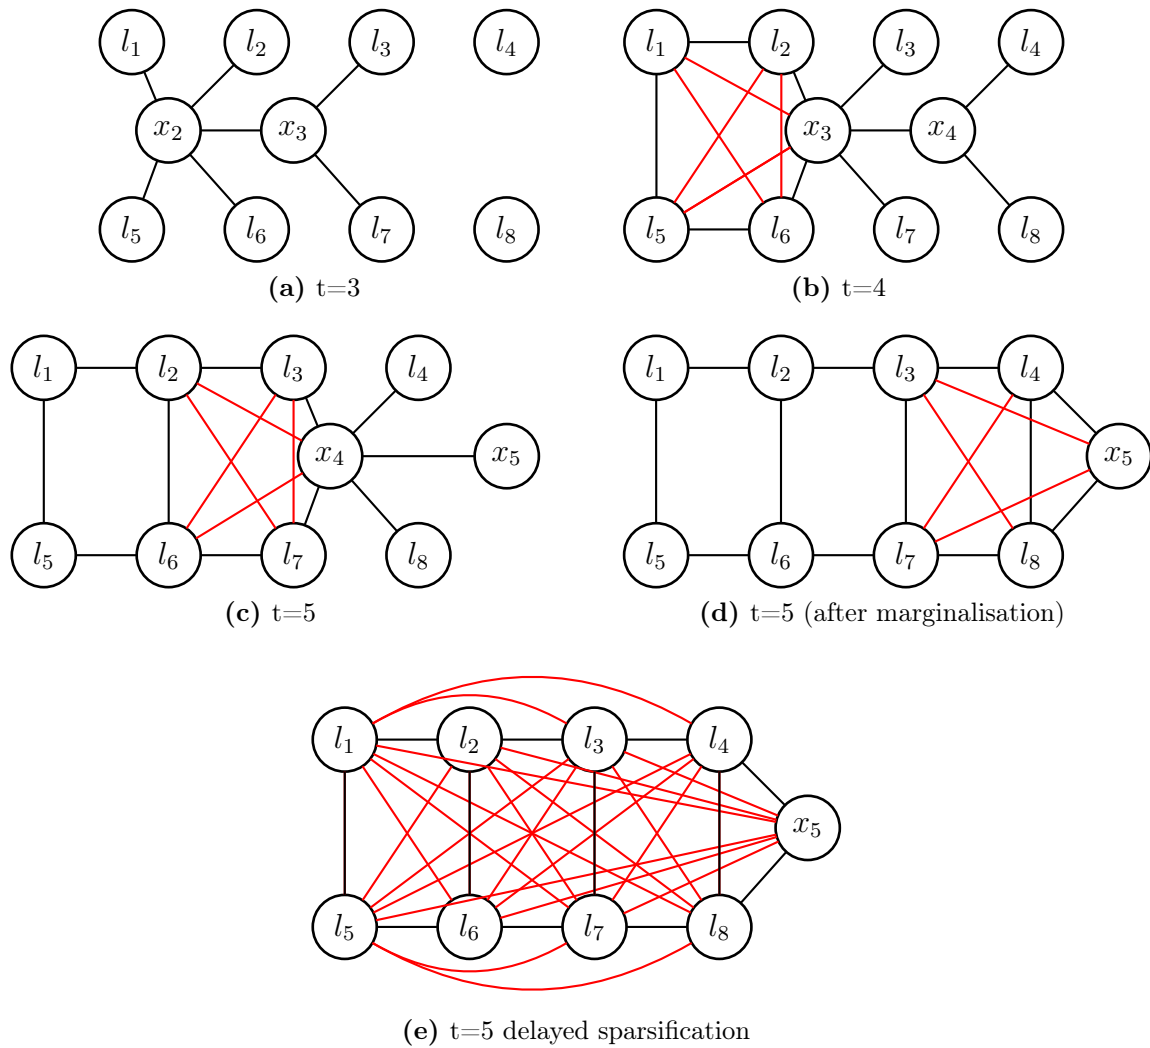 l1 l2 l3 l4 l1 l2 l3 l4
x2 x3 x3 x4
l5 l6 l7 l8 l5 l6 l7 l8
(a) t=3 (b) t=4
l1 l2 l3 l4 l1 l2 l3 l4
x4 x5 x5
l5 l6 l7 l8 l5 l6 l7 l8
(c) t=5 (d) t=5 (after marginalisation)
l1 l2 l3 l4
x5
l5 l6 l7 l8
(e) t=5 delayed sparsification